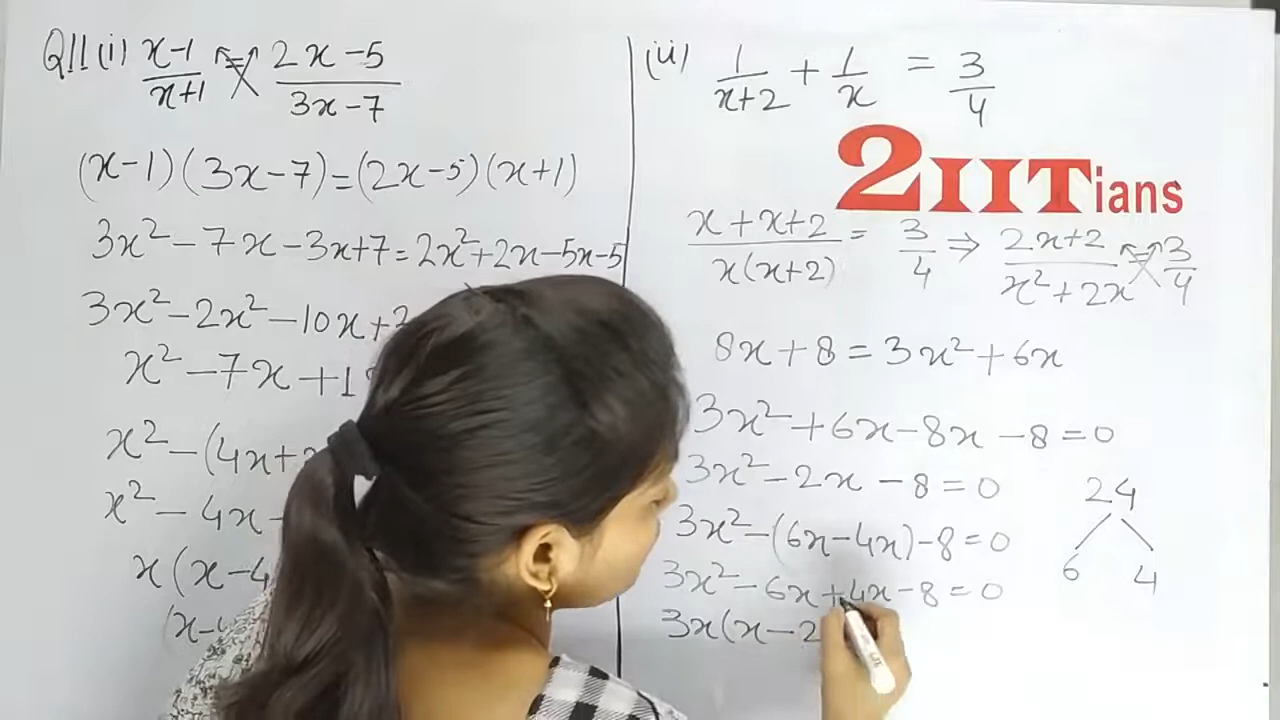 Q11 (i) x-1/x+1 = 2x-5/3x-7
(x-1)(3x-7)=(2x-5)(x+1)
3x²-7x-3x+7=2x²+2x-5x-5
3x²-2x²-10x+
x²-7x+1
x²-(4x+
x²-4x-
x(x-4
(x-
(ii) 1/x+2 + 1/x = 3/4
2IITians
x+x+2/x(x+2) = 3/4 ⇒ 2x+2/x²+2x = 3/4
8x+8=3x²+6x
3x²+6x-8x-8=0
3x²-2x-8=0
3x²-(6x-4x)-8=0
3x²-6x+4x-8=0
3x(x-2
24
6 4